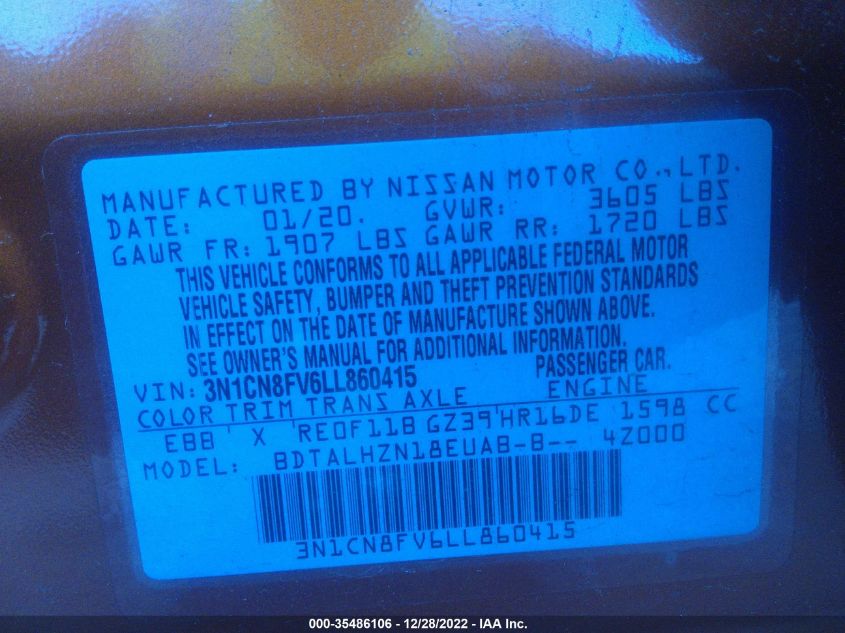 MANUFACTURED BY NISSAN MOTOR CO.,LTD.
DATE: 01/20. GVWR: 3605 LBS
GAWR FR: 1907 LBS GAWR RR: 1720 LBS
THIS VEHICLE CONFORMS TO ALL APPLICABLE FEDERAL MOTOR
VEHICLE SAFETY, BUMPER AND THEFT PREVENTION STANDARDS
IN EFFECT ON THE DATE OF MANUFACTURE SHOWN ABOVE.
SEE OWNER'S MANUAL FOR ADDITIONAL INFORMATION.
VIN: 3N1CN8FV6LL860415 PASSENGER CAR.
COLOR TRIM TRANS AXLE ENGINE
EBB X RE0F11B GZ39 HR16DE 1598 CC
MODEL: BDTALHZN18EUAB-B-- 4Z000
3N1CN8FV6LL860415
000-35486106 - 12/28/2022 - IAA Inc.